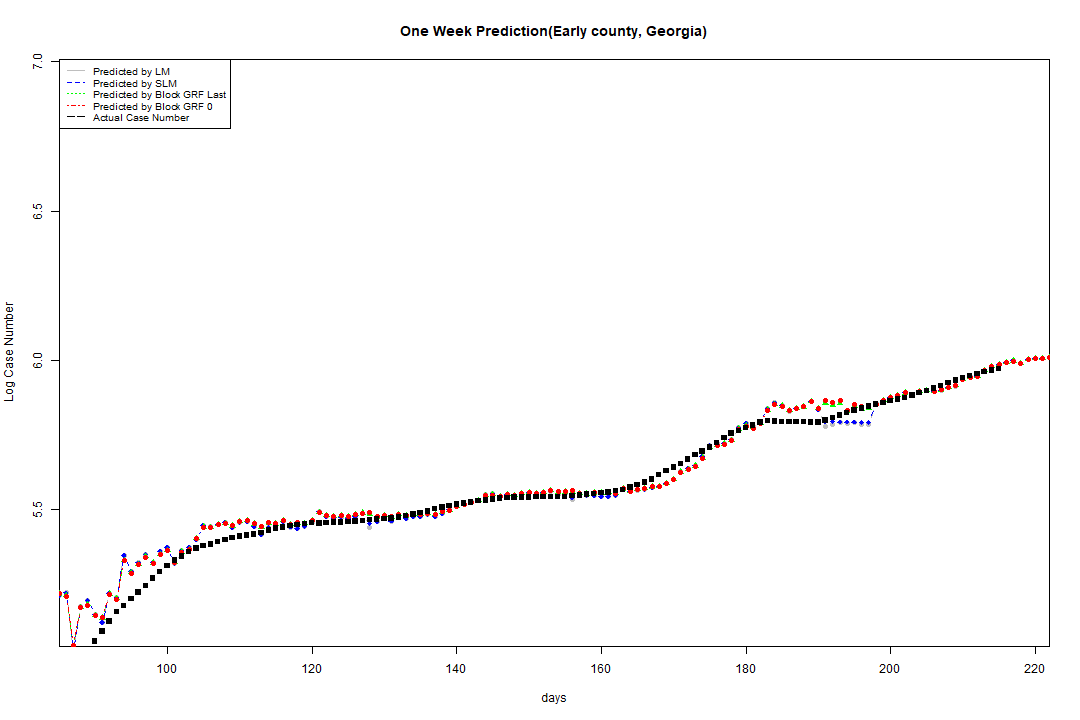 One Week Prediction(Early county, Georgia)
Predicted by LM
Predicted by SLM
Predicted by Block GRF Last
Predicted by Block GRF 0
Actual Case Number
7.0
6.5
6.0
5.5
Log Case Number
100 120 140 160 180 200 220
days